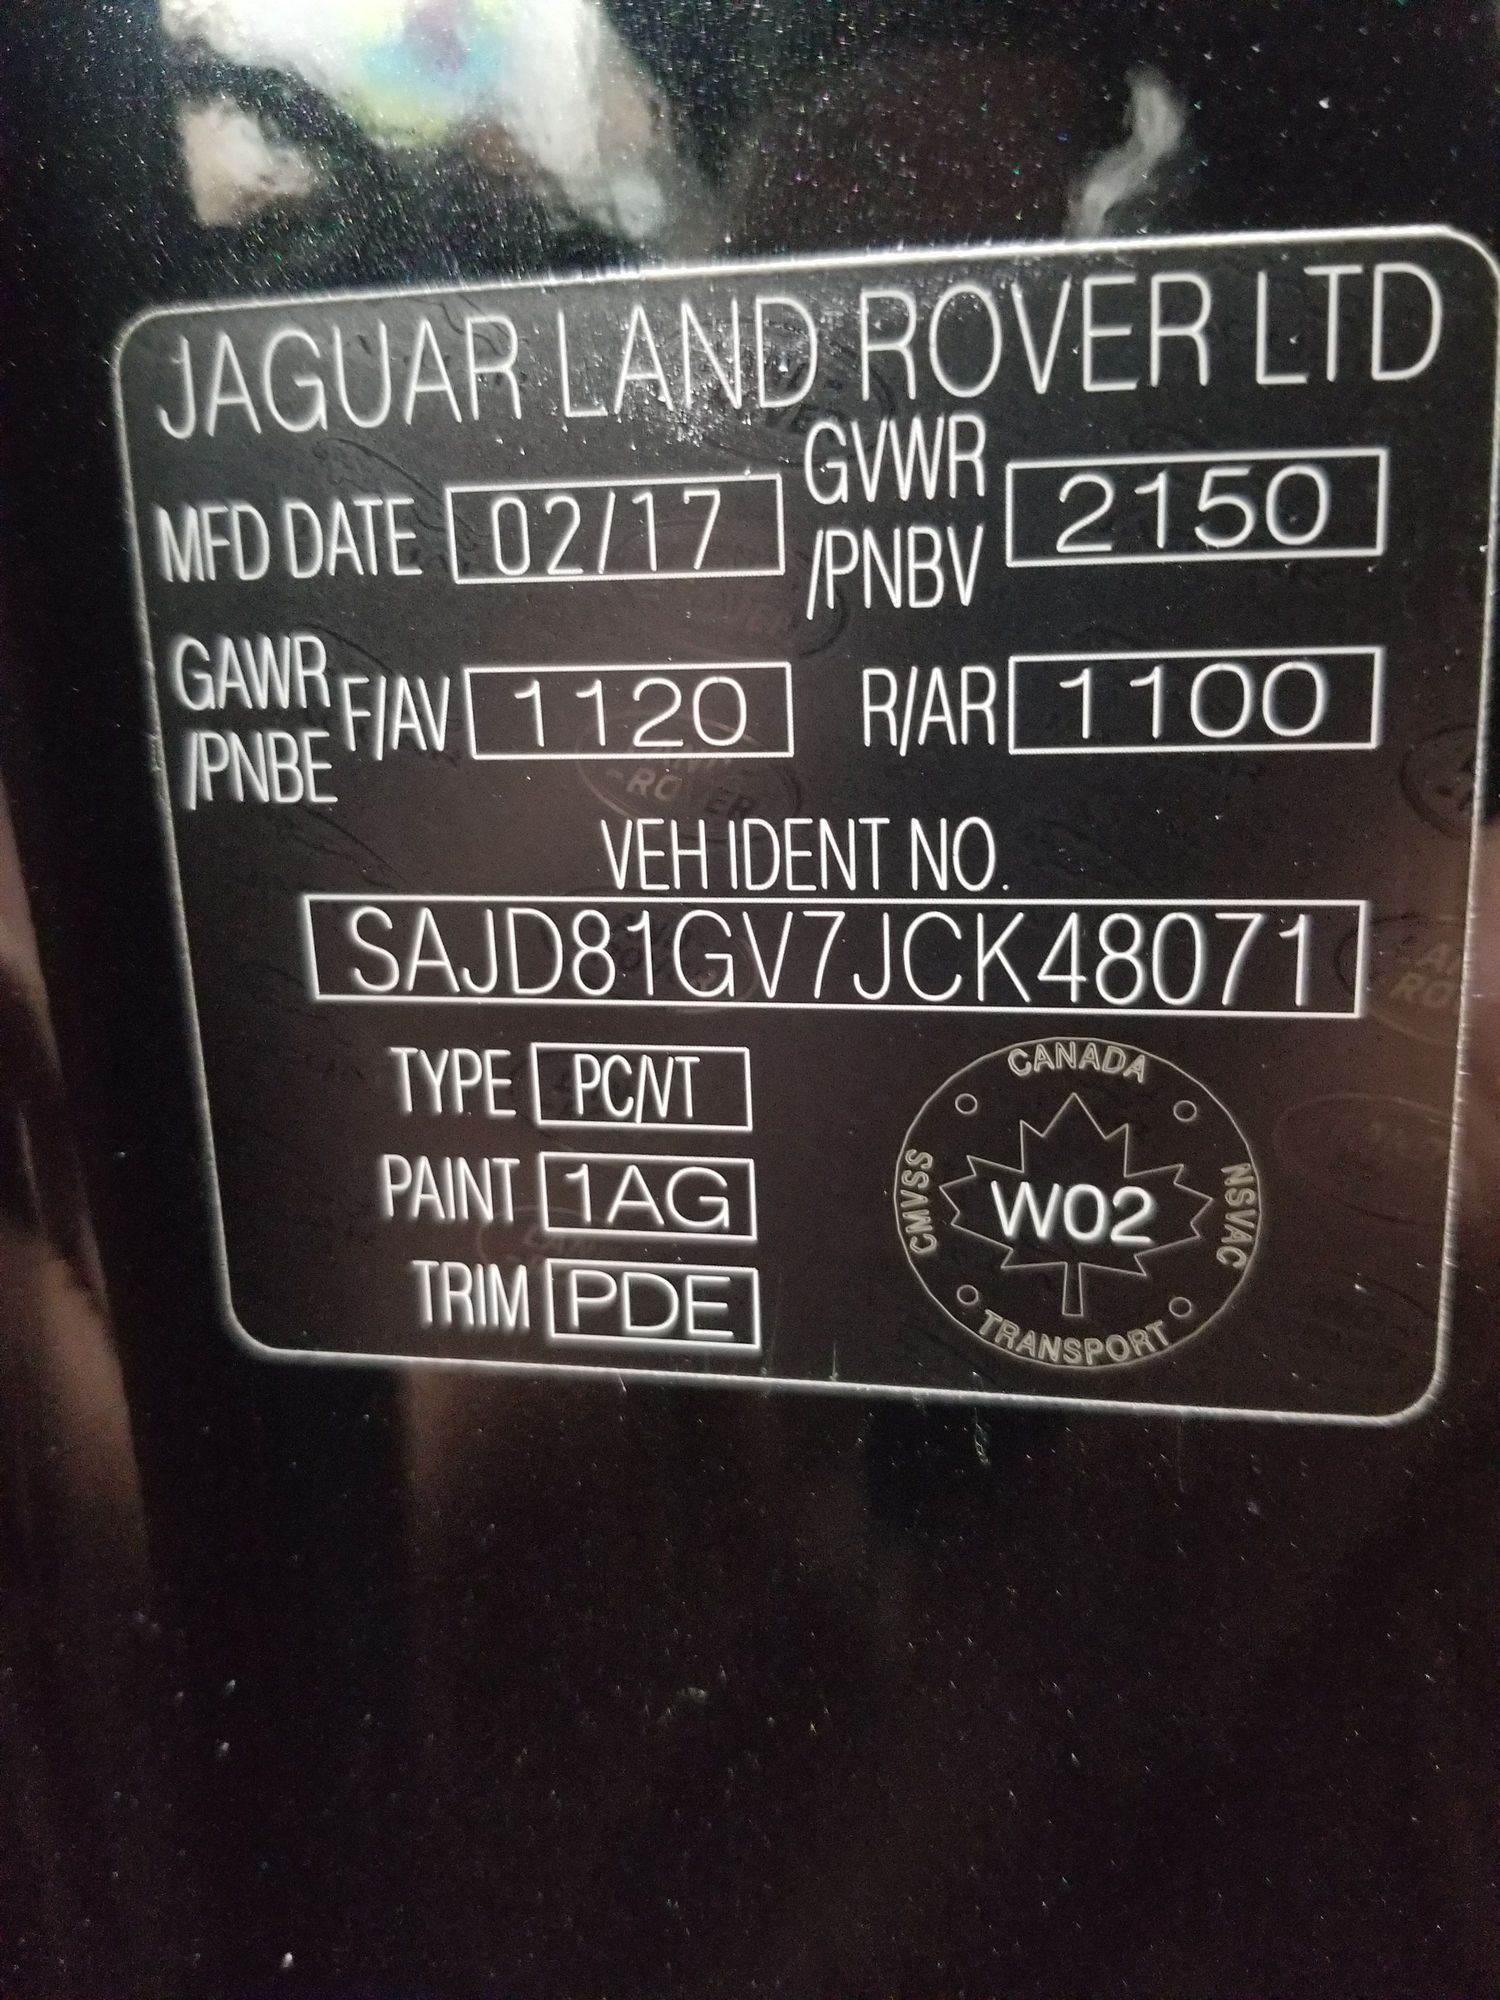 JAGUAR LAND ROVER LTD
MFD DATE 02/17 GVWR /PNBV 2150
GAWR /PNBE F/AV 1120 R/AR 1100
VEH IDENT NO.
SAJD81GV7JCK48071
TYPE PC/VT
PAINT 1AG
TRIM PDE
CANADA
CMVSS
W02
NSVAC
TRANSPORT